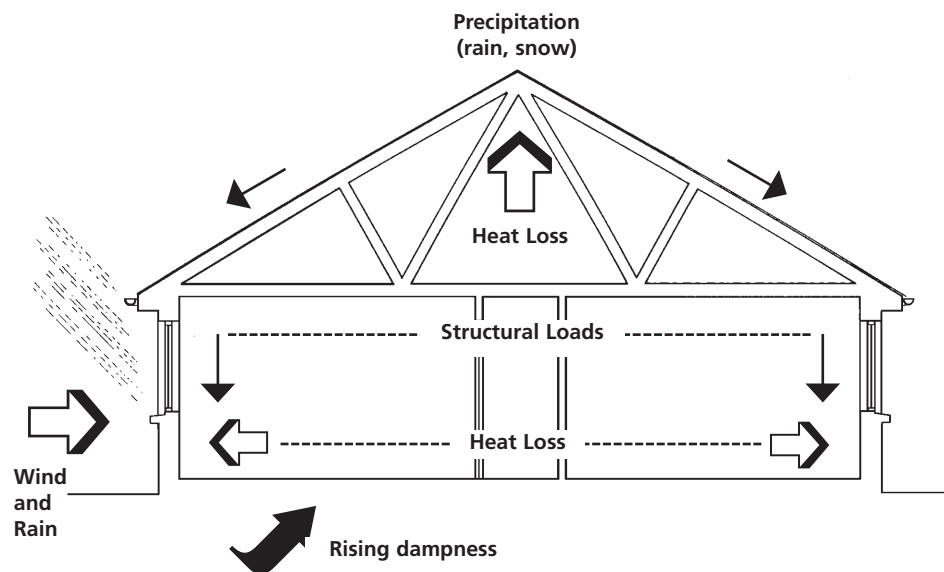 Precipitation
(rain, snow)
Heat Loss
Structural Loads
Heat Loss
Wind
and
Rain
Rising dampness